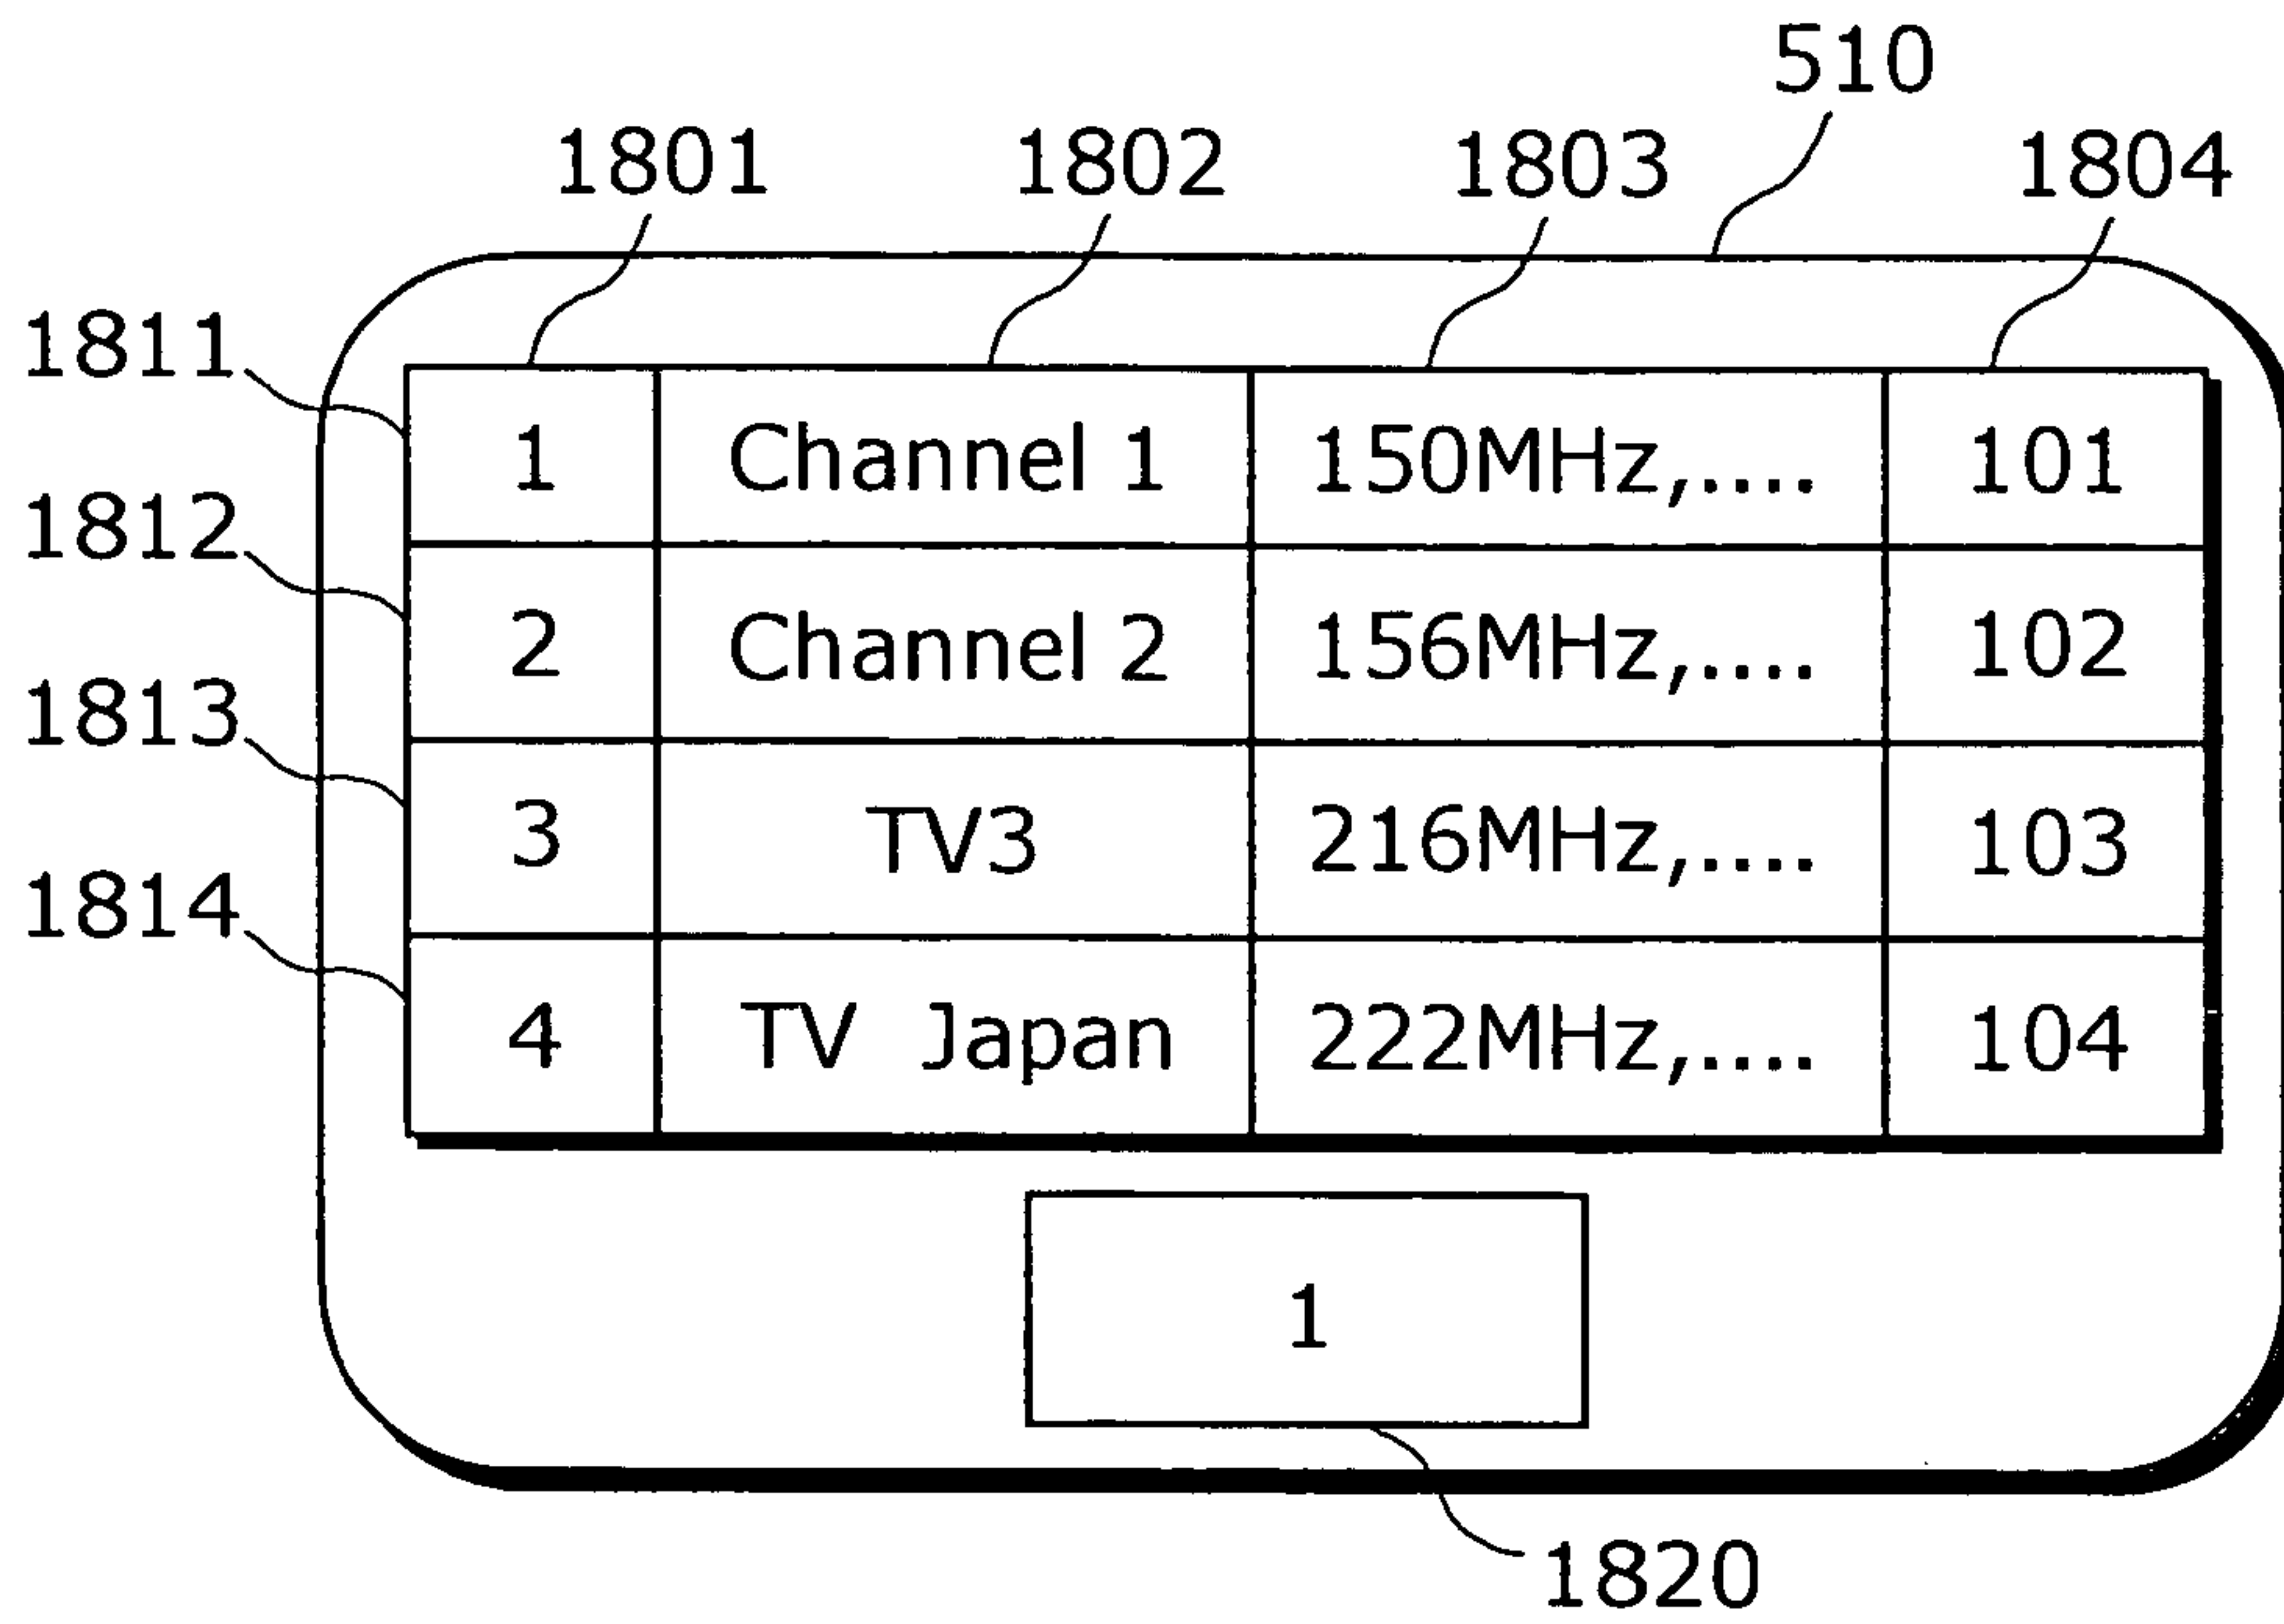 510
1801 1802 1803 1804
1811
1 Channel 1 150MHz,.... 101
1812
2 Channel 2 156MHz,.... 102
1813
3 TV3 216MHz,.... 103
1814
4 TV Japan 222MHz,.... 104
1
1820